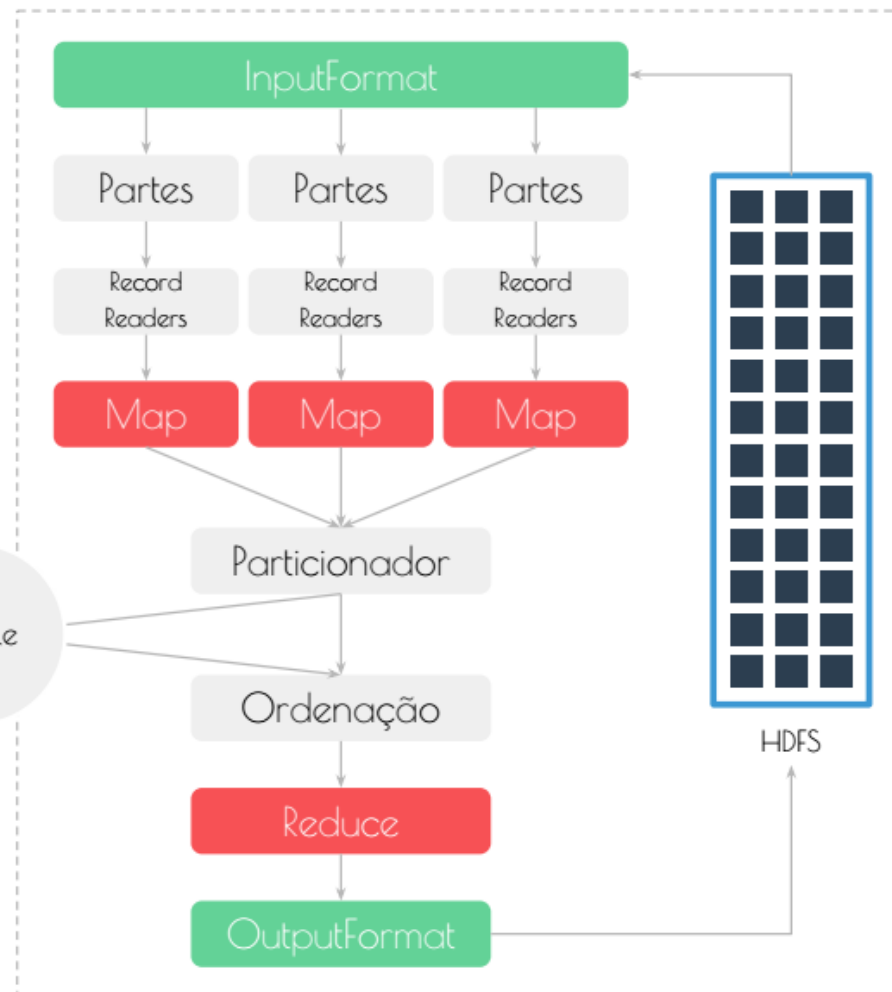 InputFormat
Partes
Partes
Partes
Record
Readers
Record
Readers
Record
Readers
Map
Map
Map
Particionador
Ordenação
HDFS
Reduce
OutputFormat